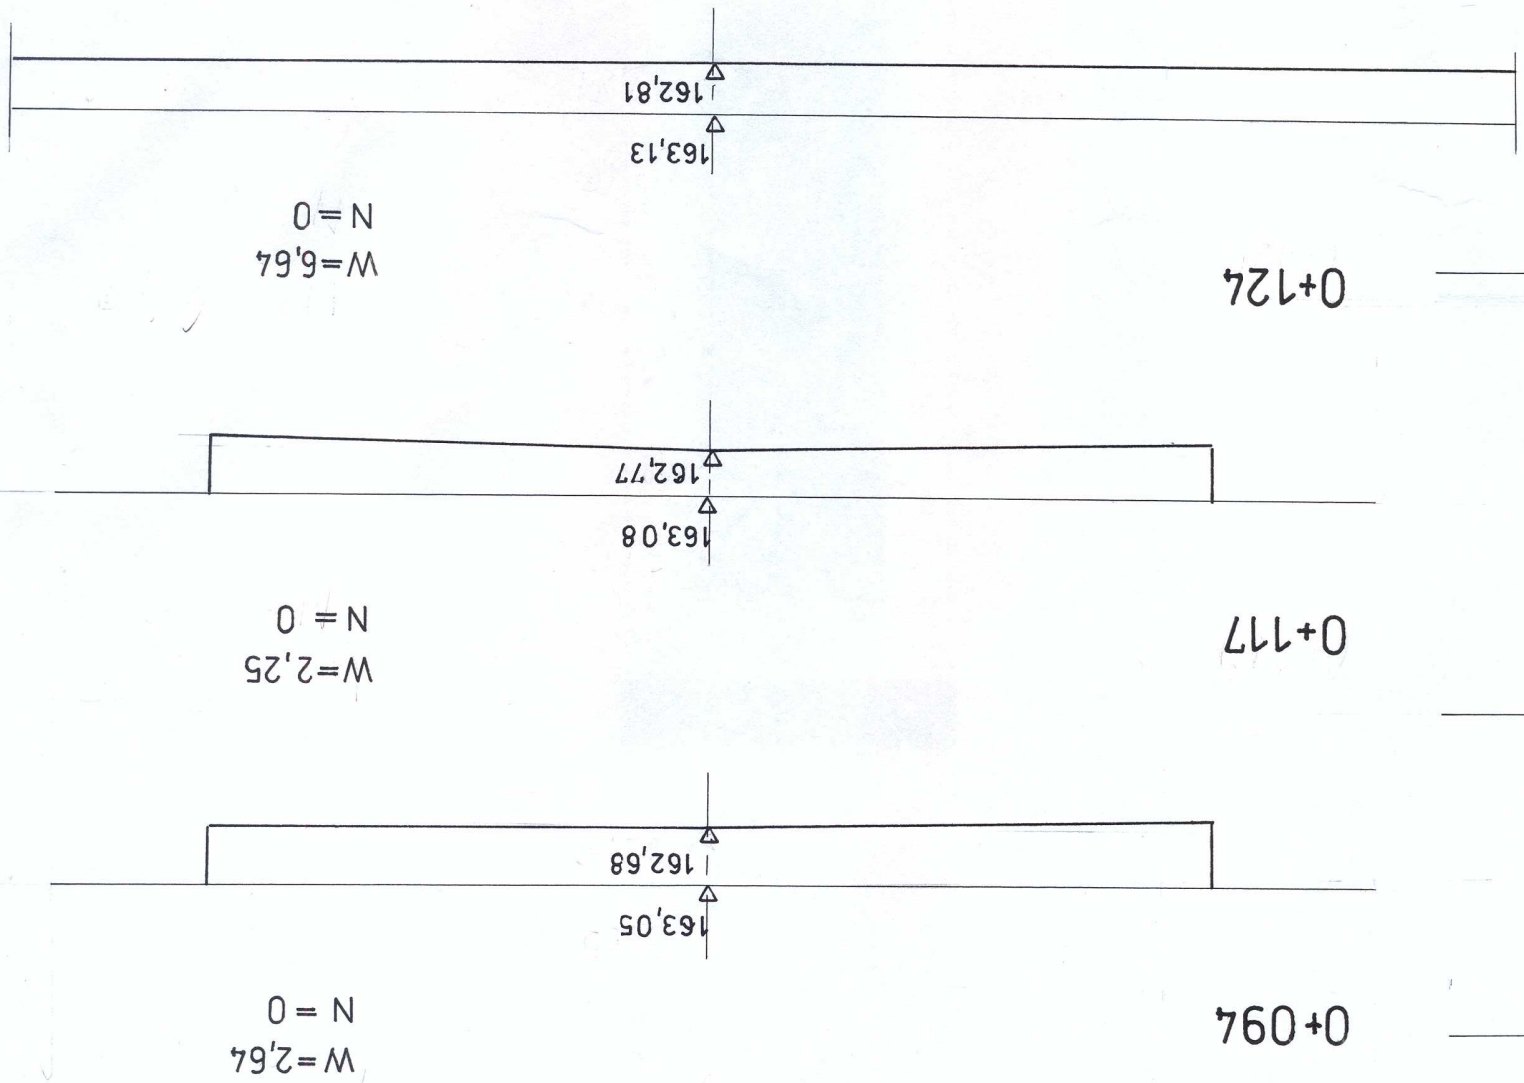 0+094
W=2,64
N = 0
163,05
162,68
0+117
W=2,25
N = 0
163,08
162,77
0+124
W=6,64
N = 0
163,13
162,81